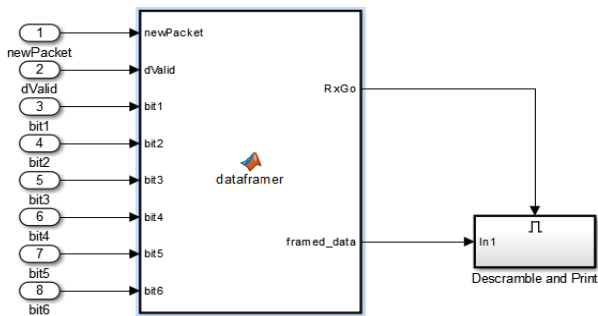 1
newPacket
2
dValid
3
bit1
4
bit2
5
bit3
6
bit4
7
bit5
8
bit6
newPacket
dValid
bit1
bit2
bit3
bit4
bit5
bit6
dataframer
RxGo
framed_data
In1
Descramble and Print